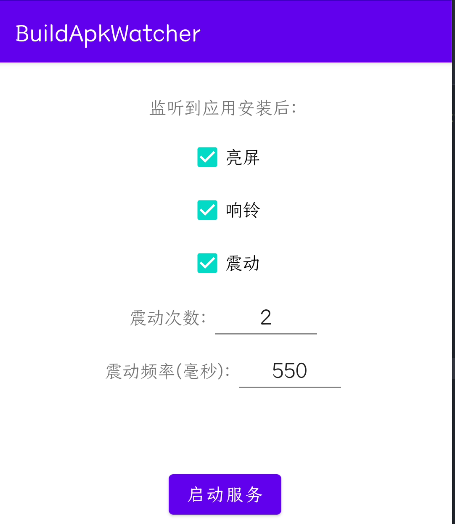 BuildApkWatcher
监听到应用安装后:
亮屏
响铃
震动
震动次数: 2
震动频率(毫秒): 550
启动服务